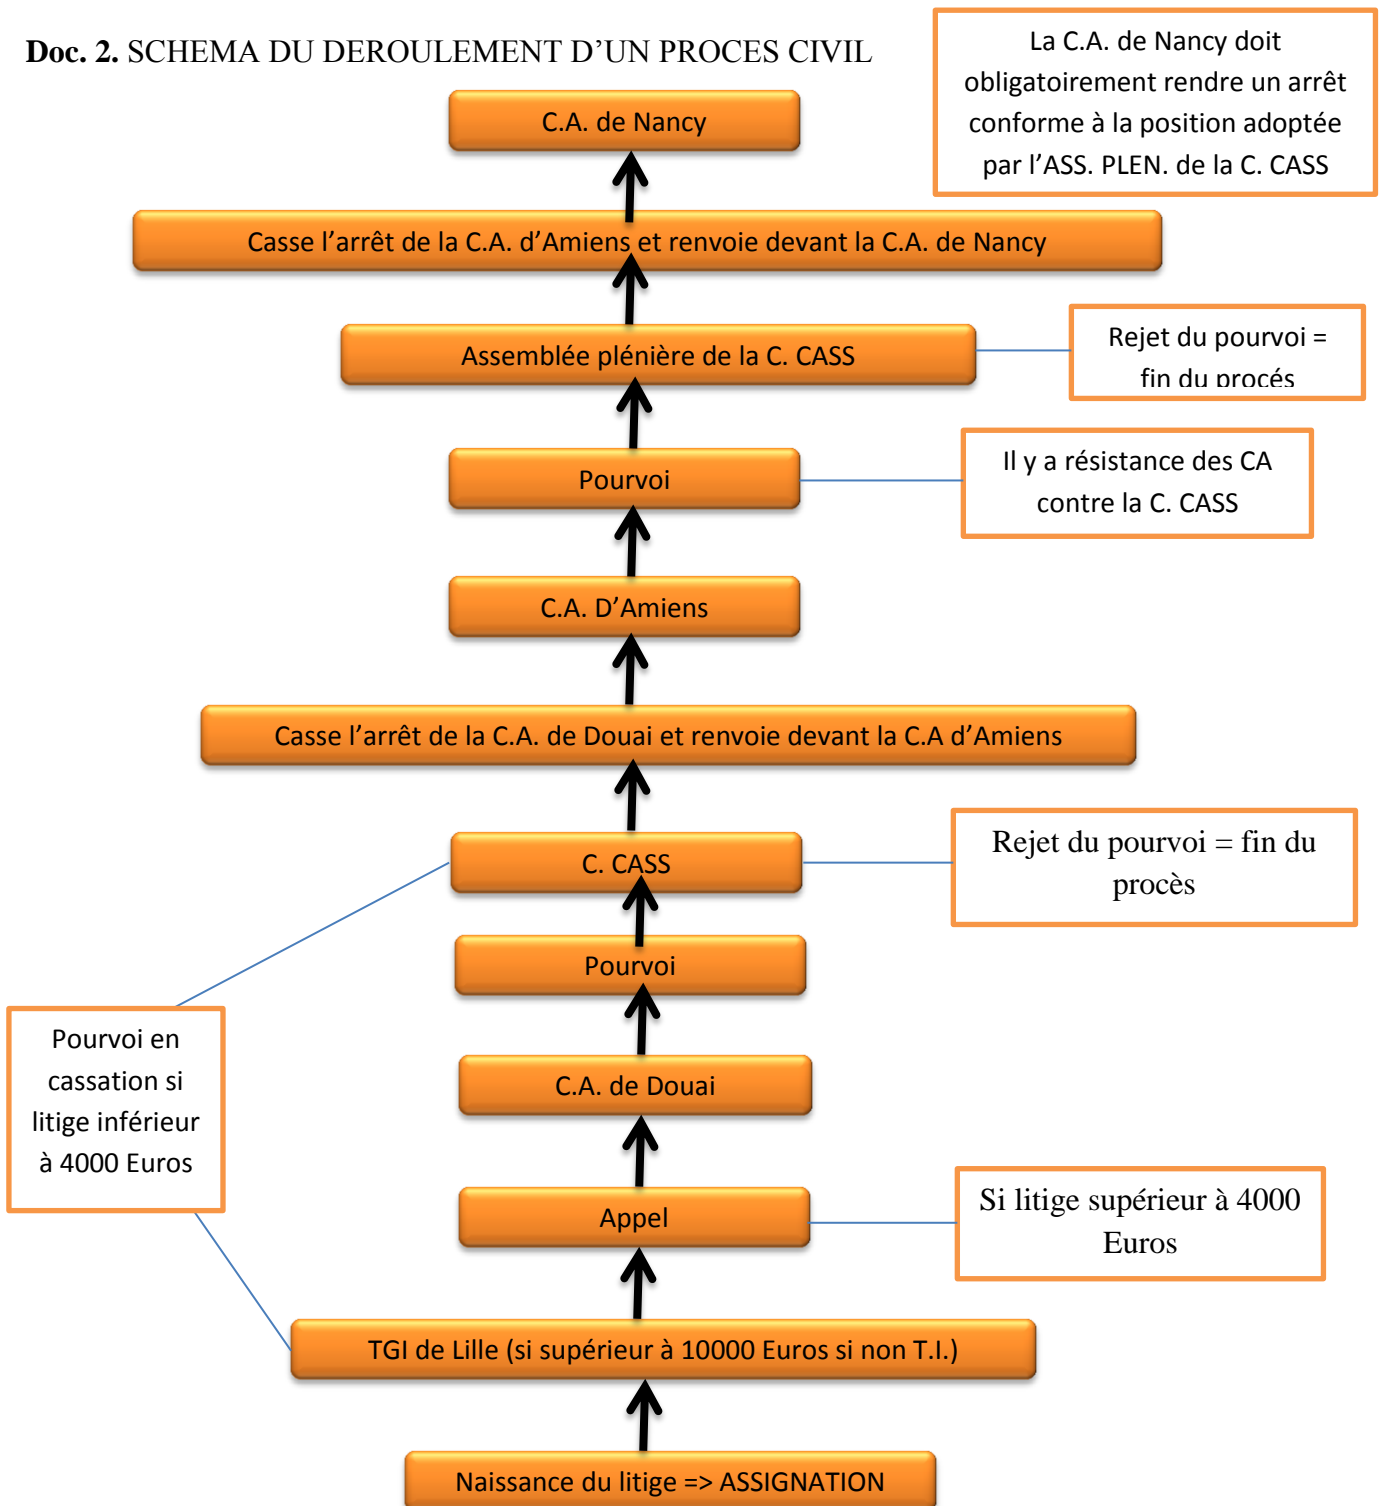 Doc. 2. SCHEMA DU DEROULEMENT D’UN PROCES CIVIL
La C.A. de Nancy doit
obligatoirement rendre un arrêt
conforme à la position adoptée
par l’ASS. PLEN. de la C. CASS
C.A. de Nancy
Casse l’arrêt de la C.A. d’Amiens et renvoie devant la C.A. de Nancy
Assemblée plénière de la C. CASS
Rejet du pourvoi =
fin du procés
Pourvoi
Il y a résistance des CA
contre la C. CASS
C.A. D’Amiens
Casse l’arrêt de la C.A. de Douai et renvoie devant la C.A d’Amiens
C. CASS
Rejet du pourvoi = fin du
procès
Pourvoi
Pourvoi en
cassation si
litige inférieur
à 4000 Euros
C.A. de Douai
Appel
Si litige supérieur à 4000
Euros
TGI de Lille (si supérieur à 10000 Euros si non T.I.)
Naissance du litige => ASSIGNATION